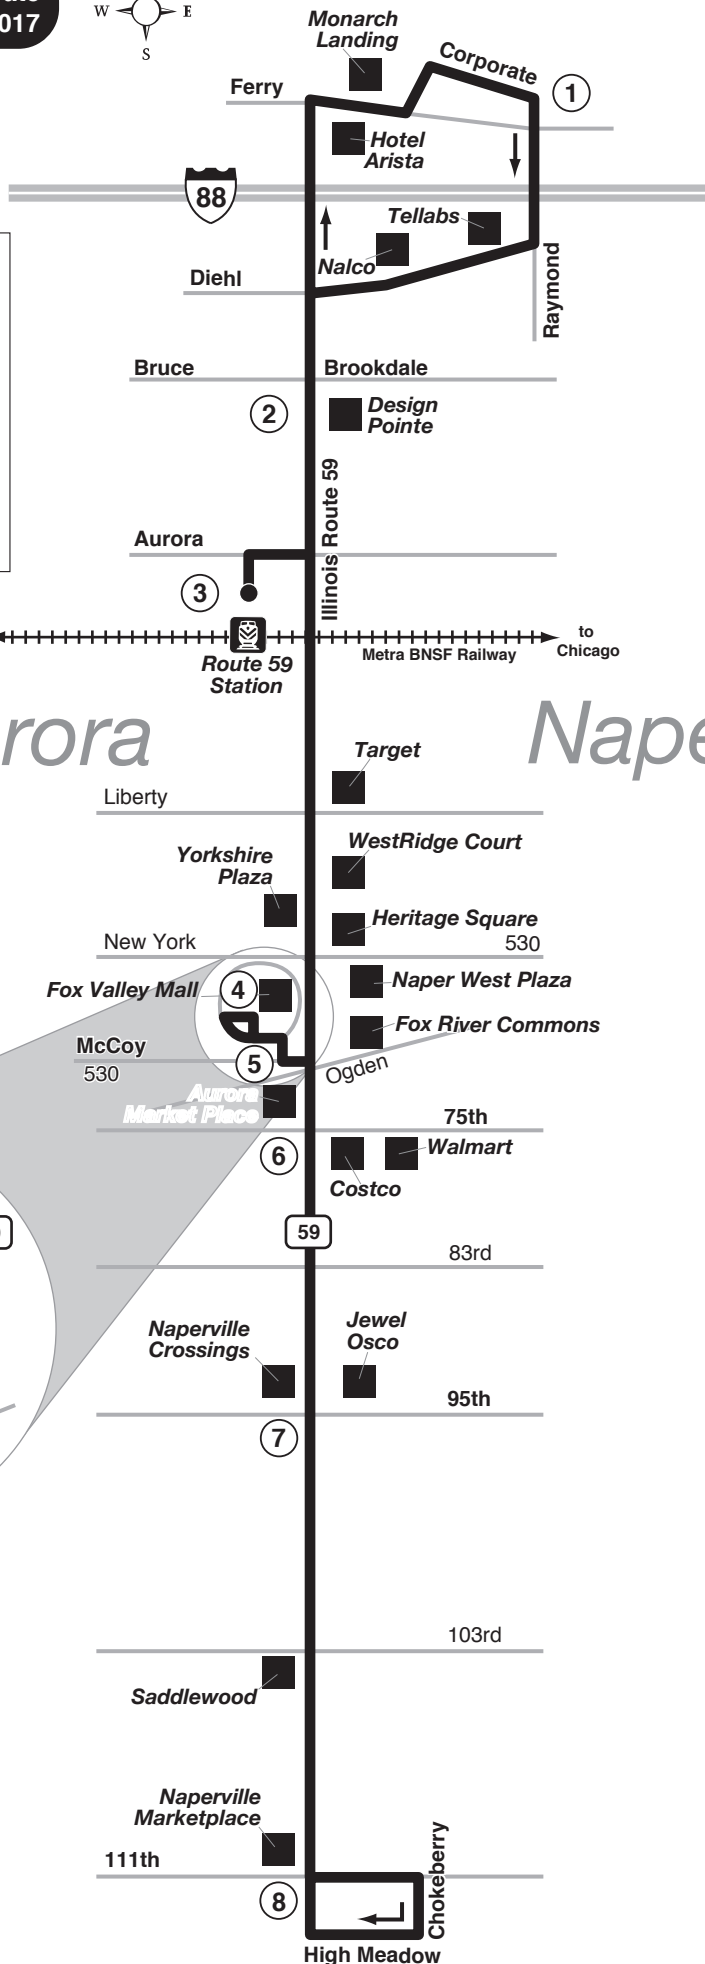 017
W
E
S
Monarch
Landing
Corporate
1
Ferry
Hotel
Arista
88
Tellabs
Nalco
Diehl
Raymond
Bruce
Brookdale
2
Design
Pointe
Illinois Route 59
Aurora
3
to
Chicago
Metra BNSF Railway
Route 59
Station
rora
Nape
Target
Liberty
WestRidge Court
Yorkshire
Plaza
Heritage Square
New York
530
Fox Valley Mall
4
Naper West Plaza
Fox River Commons
McCoy
530
5
Ogden
Aurora
Market Place
75th
6
Walmart
Costco
59
83rd
Naperville
Crossings
Jewel
Osco
95th
7
103rd
Saddlewood
Naperville
Marketplace
111th
Chokeberry
8
High Meadow